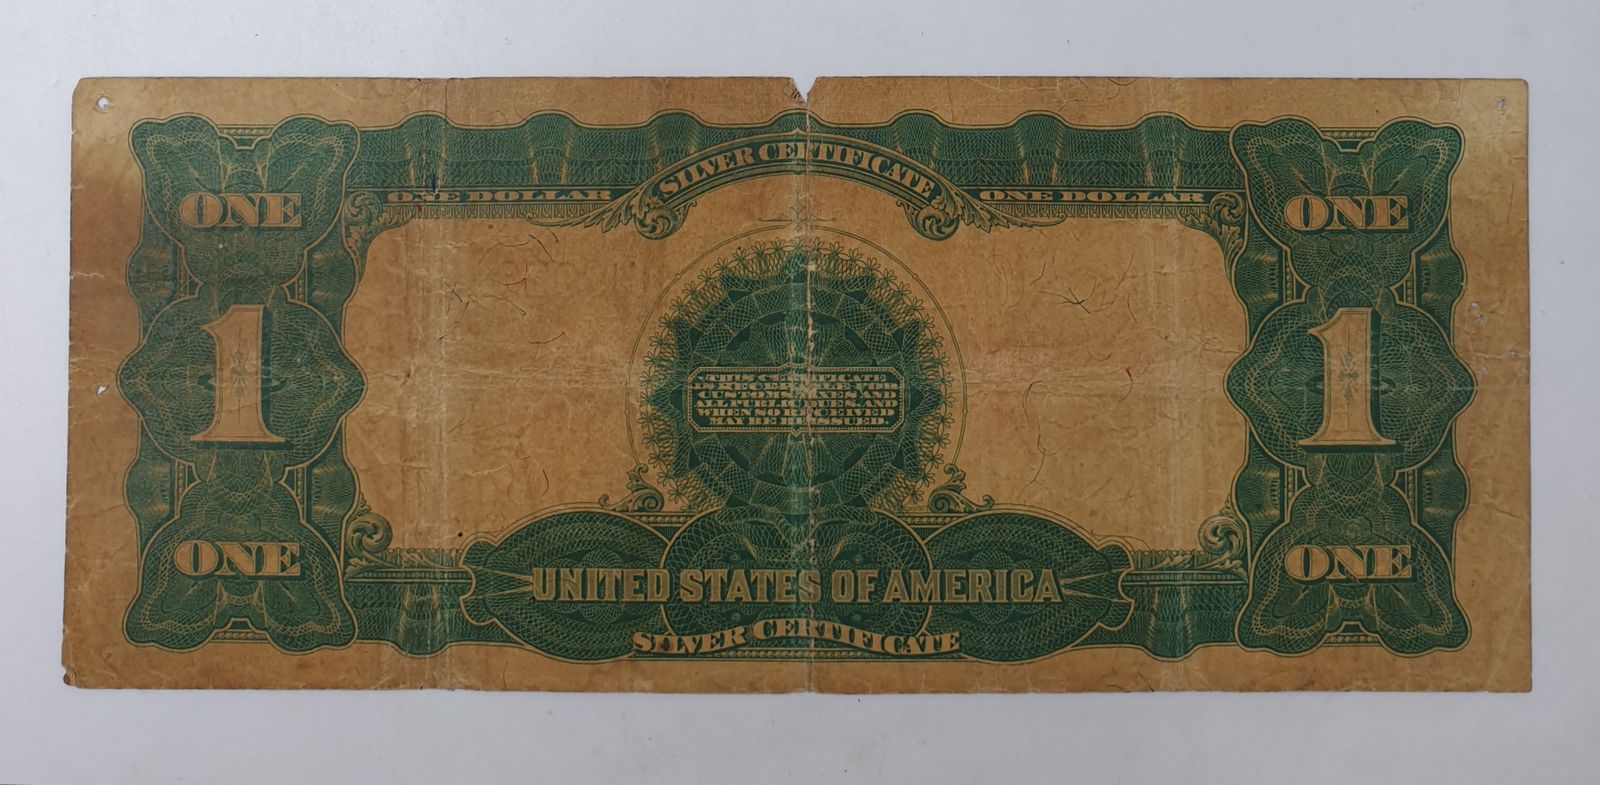 SILVER CERTIFICATE
ONE DOLLAR ONE DOLLAR
ONE ONE
1 1
THIS CERTIFICATE
IS RECEIVABLE FOR
CUSTOMS, TAXES AND
ALL PUBLIC DUES, AND
WHEN SO RECEIVED
MAY BE REISSUED.
ONE ONE
UNITED STATES OF AMERICA
SILVER CERTIFICATE